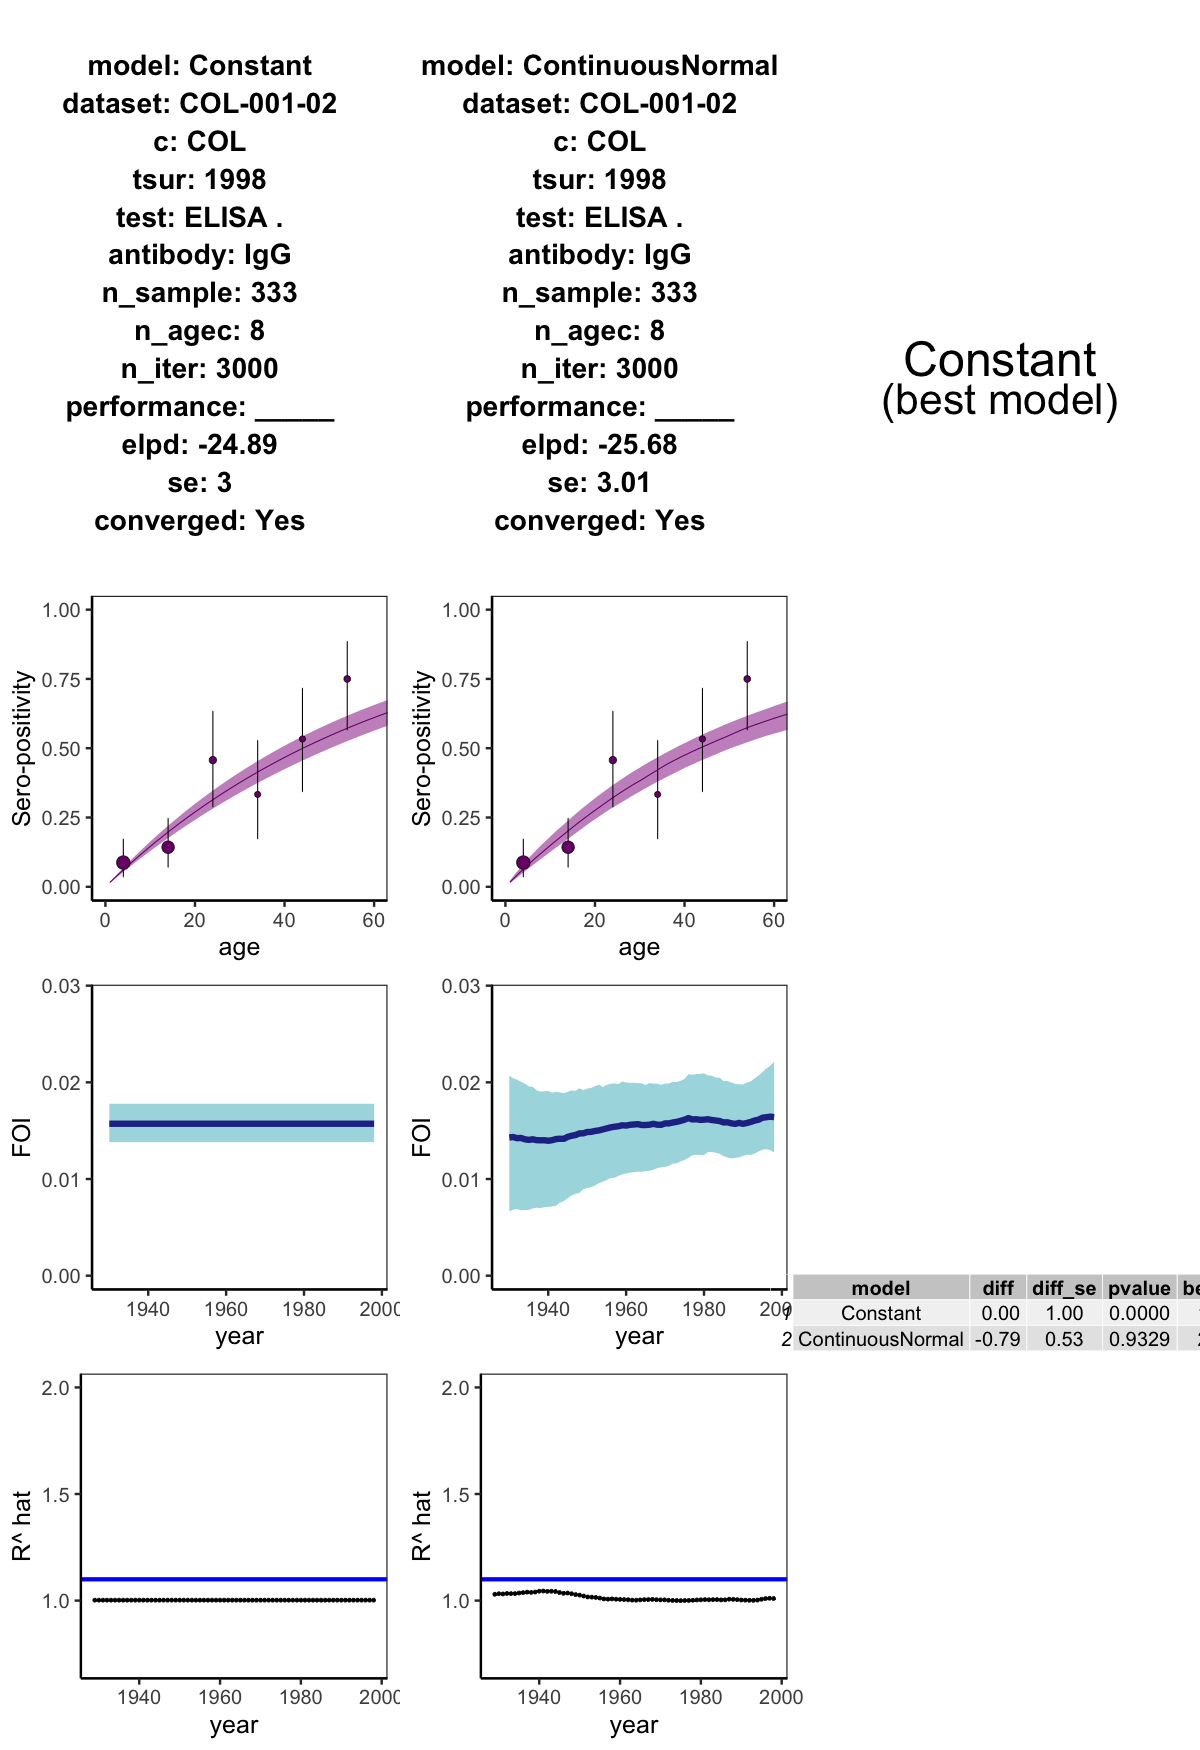 model: Constant
dataset: COL-001-02
c: COL
tsur: 1998
test: ELISA .
antibody: IgG
n_sample: 333
n_agec: 8
n_iter: 3000
performance: _____
elpd: -24.89
se: 3
converged: Yes
model: ContinuousNormal
dataset: COL-001-02
c: COL
tsur: 1998
test: ELISA .
antibody: IgG
n_sample: 333
n_agec: 8
n_iter: 3000
performance: _____
elpd: -25.68
se: 3.01
converged: Yes
Constant
(best model)
Sero-positivity
1.00
0.75
0.50
0.25
0.00
0 20 40 60
age
Sero-positivity
1.00
0.75
0.50
0.25
0.00
0 20 40 60
age
FOI
0.03
0.02
0.01
0.00
1940 1960 1980 2000
year
FOI
0.03
0.02
0.01
0.00
1940 1960 1980
year
model diff diff_se pvalue
Constant 0.00 1.00 0.0000
2 ContinuousNormal -0.79 0.53 0.9329
R^ hat
2.0
1.5
1.0
1940 1960 1980 2000
year
R^ hat
2.0
1.5
1.0
1940 1960 1980 2000
year